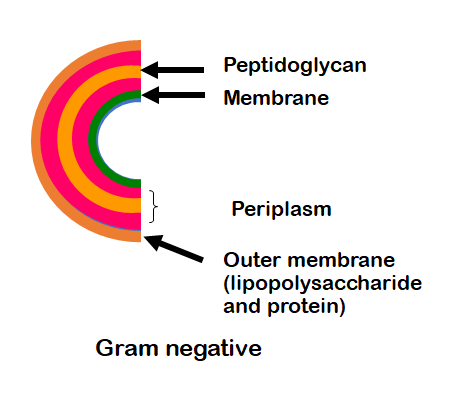 Peptidoglycan
Membrane
Periplasm
Outer membrane
(lipopolysaccharide
and protein)
Gram negative